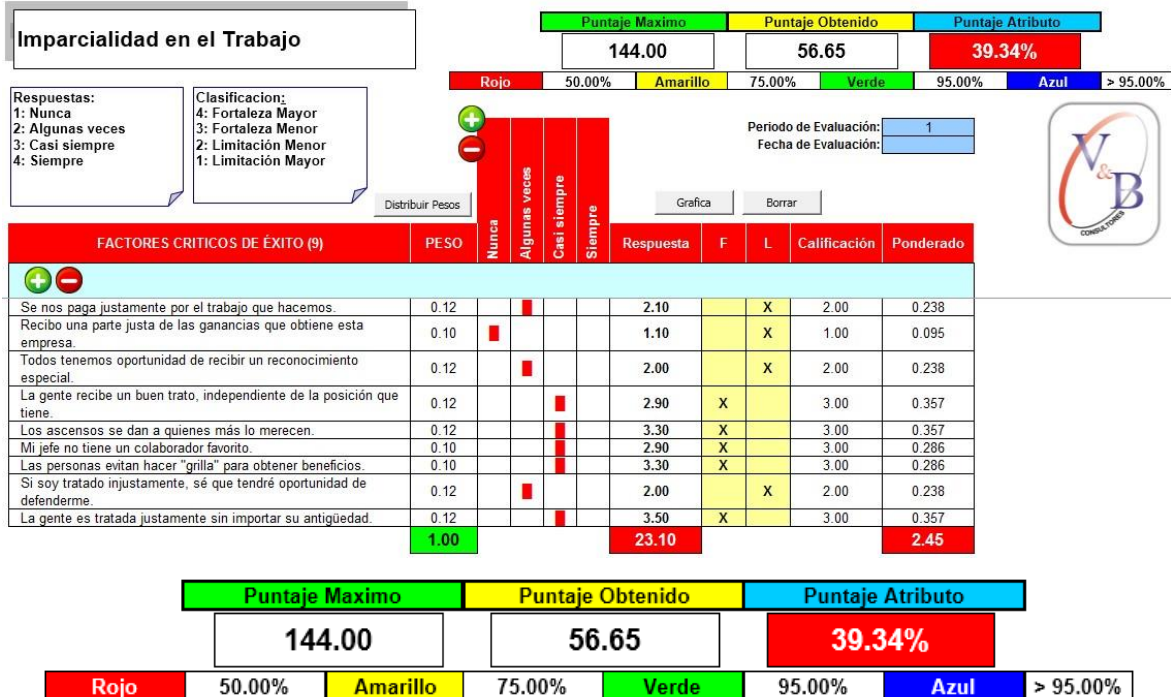 Imparcialidad en el Trabajo
Puntaje Maximo Puntaje Obtenido Puntaje Atributo
144.00 56.65 39.34%
Rojo 50.00% Amarillo 75.00% Verde 95.00% Azul > 95.00%
Respuestas:
1: Nunca
2: Algunas veces
3: Casi siempre
4: Siempre
Clasificacion:
4: Fortaleza Mayor
3: Fortaleza Menor
2: Limitación Menor
1: Limitación Mayor
Periodo de Evaluación: 1
Fecha de Evaluación:
V&B
CONSULTORES
Distribuir Pesos
Grafica
Borrar
FACTORES CRITICOS DE ÉXITO (9) PESO Nunca Algunas veces Casi siempre Siempre Respuesta F L Calificación Ponderado
Se nos paga justamente por el trabajo que hacemos. 0.12 2.10 X 2.00 0.238
Recibo una parte justa de las ganancias que obtiene esta
empresa. 0.10 1.10 X 1.00 0.095
Todos tenemos oportunidad de recibir un reconocimiento
especial. 0.12 2.00 X 2.00 0.238
La gente recibe un buen trato, independiente de la posición que
tiene. 0.12 2.90 X 3.00 0.357
Los ascensos se dan a quienes más lo merecen. 0.12 3.30 X 3.00 0.357
Mi jefe no tiene un colaborador favorito. 0.10 2.90 X 3.00 0.286
Las personas evitan hacer "grilla" para obtener beneficios. 0.10 3.30 X 3.00 0.286
Si soy tratado injustamente, sé que tendré oportunidad de
defenderme. 0.12 2.00 X 2.00 0.238
La gente es tratada justamente sin importar su antigüedad. 0.12 3.50 X 3.00 0.357
1.00 23.10 2.45
Puntaje Maximo Puntaje Obtenido Puntaje Atributo
144.00 56.65 39.34%
Rojo 50.00% Amarillo 75.00% Verde 95.00% Azul > 95.00%